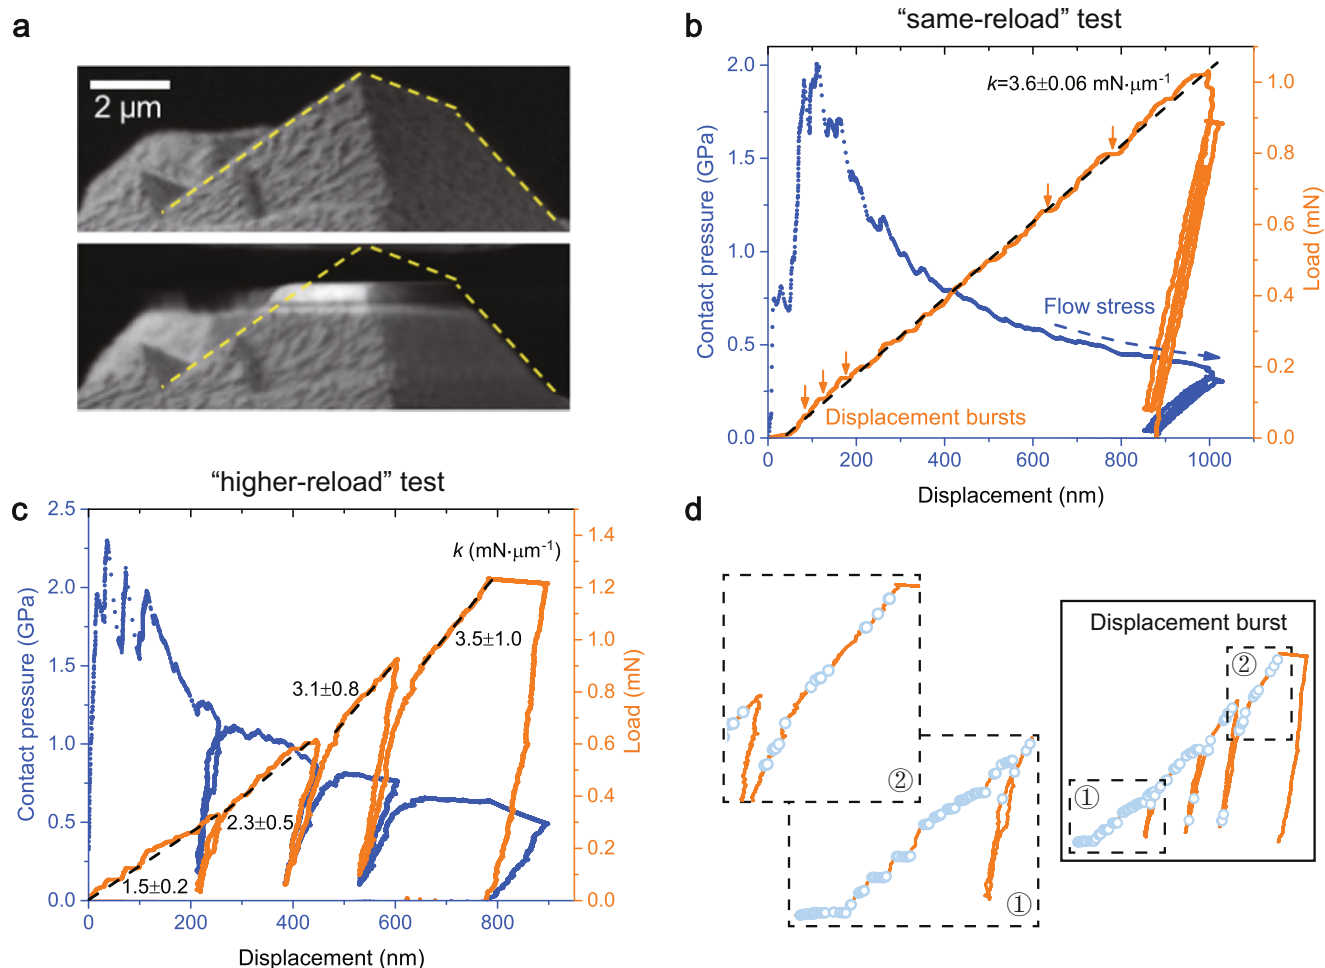 a
2 μm
b
"same-reload" test
k=3.6±0.06 mN·μm⁻¹
Contact pressure (GPa)
2.0
1.5
1.0
0.5
0.0
Flow stress
Displacement bursts
Load (mN)
1.0
0.8
0.6
0.4
0.2
0.0
0 200 400 600 800 1000
Displacement (nm)
"higher-reload" test
c
Contact pressure (GPa)
2.5
2.0
1.5
1.0
0.5
0.0
k (mN·μm⁻¹)
3.5±1.0
3.1±0.8
2.3±0.5
1.5±0.2
Load (mN)
1.4
1.2
1.0
0.8
0.6
0.4
0.2
0.0
0 200 400 600 800
Displacement (nm)
d
②
①
Displacement burst
②
①